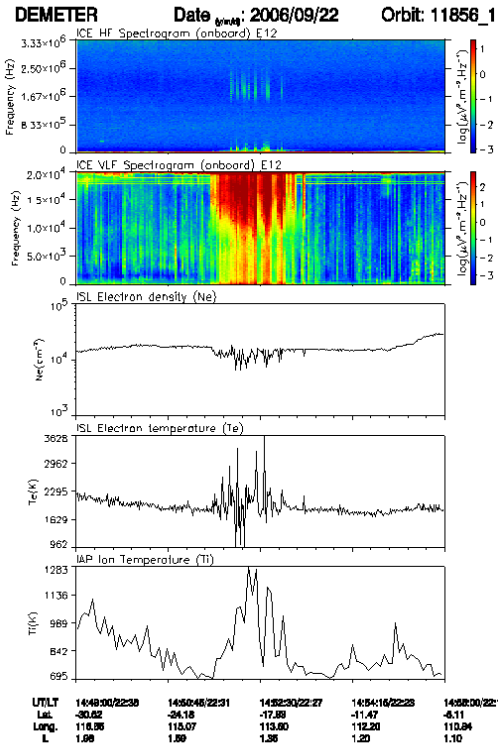 DEMETER Date (y/m/d): 2006/09/22 Orbit: 11856_1
ICE HF Spectrogram (onboard) E12
3.33×10⁶
2.50×10⁶
1.67×10⁶
8.33×10⁵
0
Frequency (Hz)
1
0
-1
-2
-3
log(μV².m⁻².Hz⁻¹)
ICE VLF Spectrogram (onboard) E12
2.0×10⁴
1.5×10⁴
1.0×10⁴
5.0×10³
0
Frequency (Hz)
2
1
0
-1
-2
-3
log(μV².m⁻².Hz⁻¹)
ISL Electron density (Ne)
10⁵
10⁴
10³
Ne(cm⁻³)
ISL Electron temperature (Te)
3628
2962
2295
1629
962
Te(K)
IAP Ion Temperature (Ti)
1283
1136
989
842
695
Ti(K)
UT/LT 14:49:00/22:36 14:50:45/22:31 14:52:30/22:27 14:54:15/22:23 14:56:00/22:1
Lat. -30.62 -24.18 -17.89 -11.47 -5.11
Long. 116.66 115.07 113.60 112.20 110.84
L 1.98 1.59 1.35 1.20 1.10